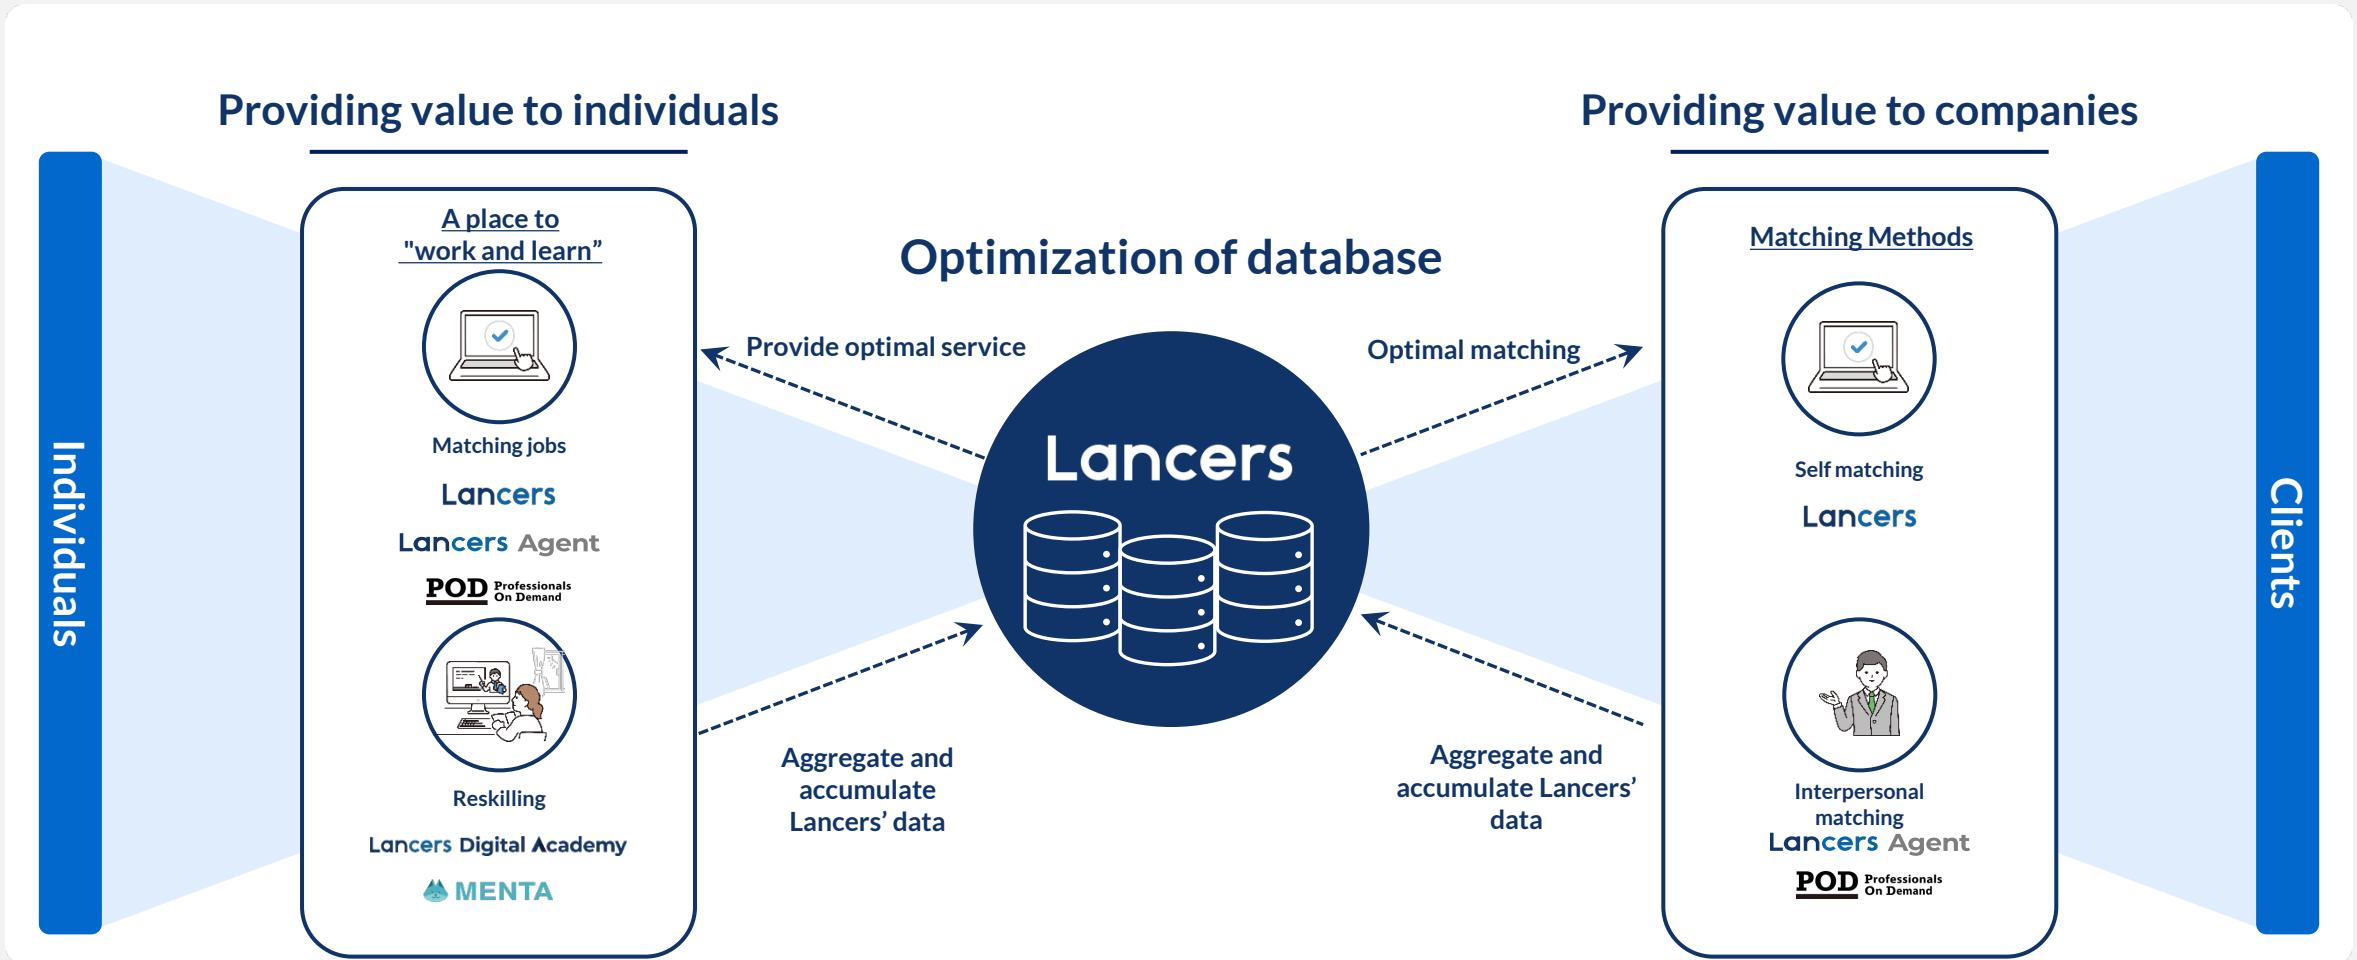 Providing value to individuals
Providing value to companies
Individuals
A place to
"work and learn”
Matching jobs
Lancers
Lancers Agent
POD Professionals
On Demand
Reskilling
Lancers Digital Academy
MENTA
Optimization of database
Provide optimal service
Optimal matching
Lancers
Aggregate and
accumulate
Lancers’ data
Aggregate and
accumulate Lancers’
data
Matching Methods
Self matching
Lancers
Interpersonal
matching
Lancers Agent
POD Professionals
On Demand
Clients